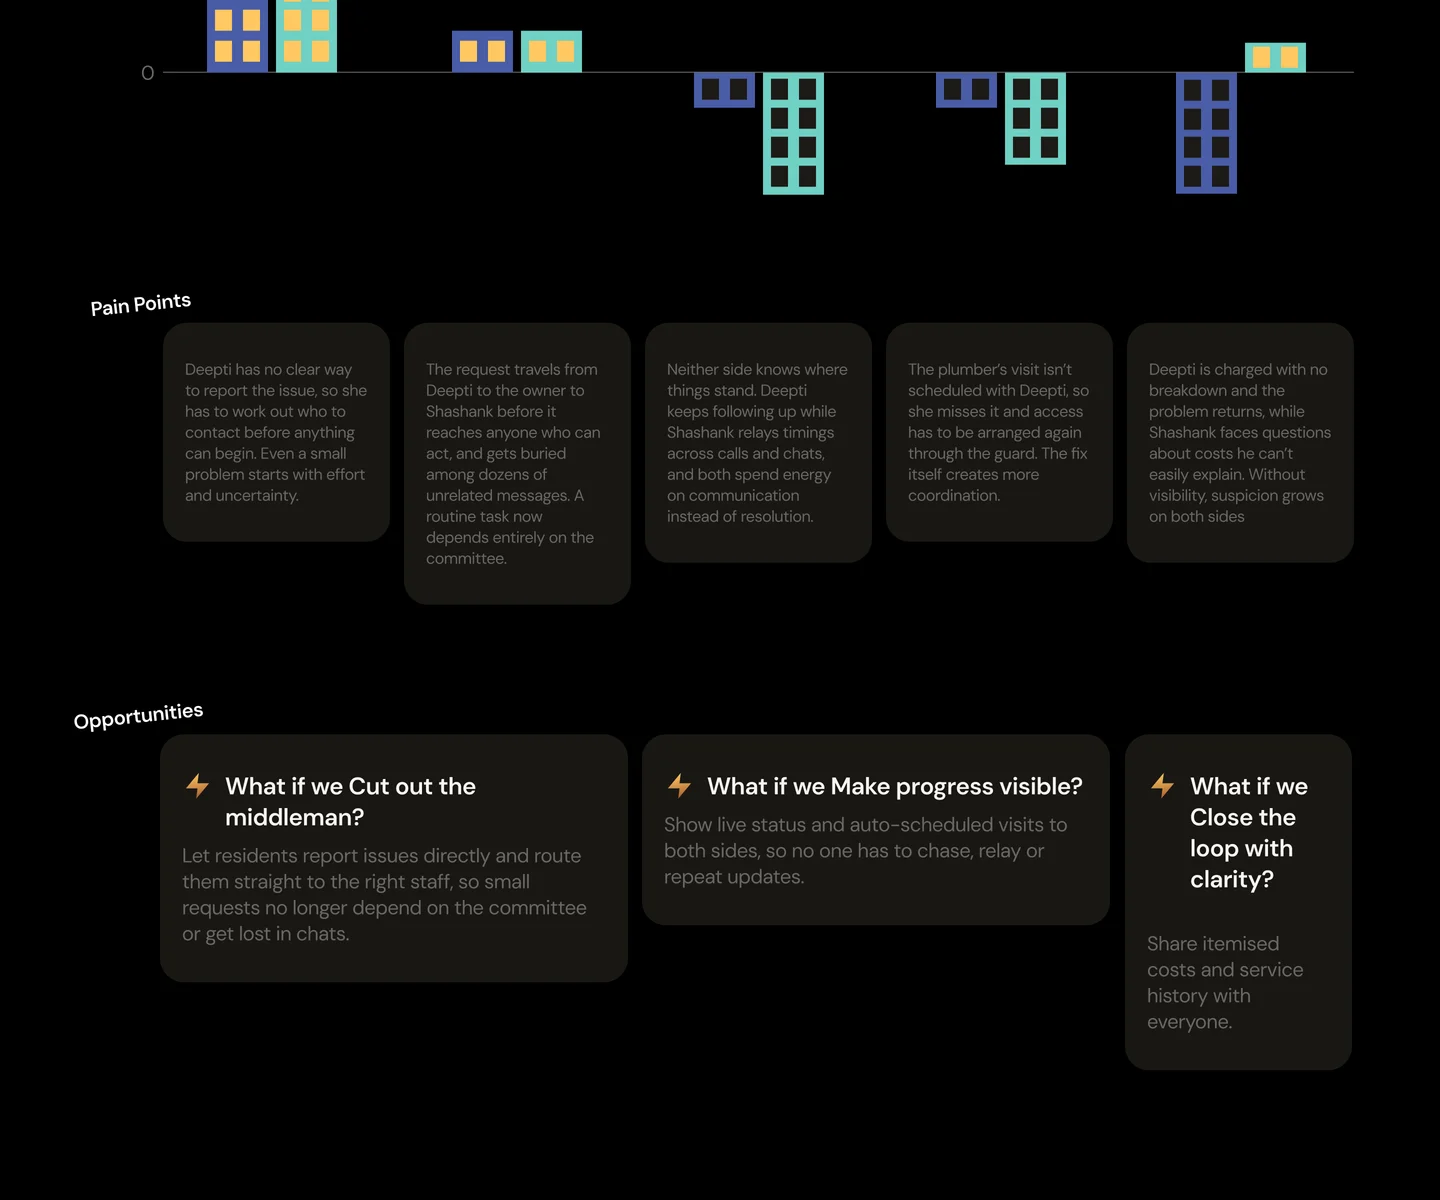 0
Pain Points
Deepti has no clear way
to report the issue, so she
has to work out who to
contact before anything
can begin. Even a small
problem starts with effort
and uncertainty.
The request travels from
Deepti to the owner to
Shashank before it
reaches anyone who can
act, and gets buried
among dozens of
unrelated messages. A
routine task now
depends entirely on the
committee.
Neither side knows where
things stand. Deepti
keeps following up while
Shashank relays timings
across calls and chats,
and both spend energy
on communication
instead of resolution.
The plumber’s visit isn’t
scheduled with Deepti, so
she misses it and access
has to be arranged again
through the guard. The fix
itself creates more
coordination.
Deepti is charged with no
breakdown and the
problem returns, while
Shashank faces questions
about costs he can’t
easily explain. Without
visibility, suspicion grows
on both sides
Opportunities
What if we Cut out the
middleman?
Let residents report issues directly and route
them straight to the right staff, so small
requests no longer depend on the committee
or get lost in chats.
What if we Make progress visible?
Show live status and auto-scheduled visits to
both sides, so no one has to chase, relay or
repeat updates.
What if we
Close the
loop with
clarity?
Share itemised
costs and service
history with
everyone.